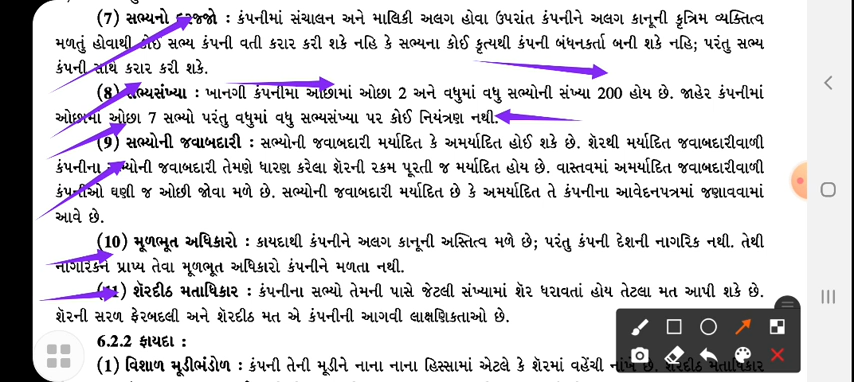 (7) સભ્યનો દરજજો : કંપનીમાં સંચાલન અને માલિકી અલગ હોવા ઉપરાંત કંપનીને અલગ કાનૂની કૃત્રિમ વ્યક્તિત્વ
મળતું હોવાથી કોઈ સભ્ય કંપની વતી કરાર કરી શકે નહિ કે સભ્યના કોઈ કૃત્યથી કંપની બંધનકર્તા બની શકે નહિ; પરંતુ સભ્ય
કંપની સાથે કરાર કરી શકે.
(8) સભ્યસંખ્યા : ખાનગી કંપનીમાં ઓછામાં ઓછા 2 અને વધુમાં વધુ સભ્યોની સંખ્યા 200 હોય છે. જાહેર કંપનીમાં
ઓછામાં ઓછા 7 સભ્યો પરંતુ વધુમાં વધુ સભ્યસંખ્યા પર કોઈ નિયંત્રણ નથી.
(9) સભ્યોની જવાબદારી : સભ્યોની જવાબદારી મર્યાદિત કે અમર્યાદિત હોઈ શકે છે. શૅરથી મર્યાદિત જવાબદારીવાળી
કંપનીના સભ્યોની જવાબદારી તેમણે ધારણ કરેલા શૅરની રકમ પૂરતી જ મર્યાદિત હોય છે. વાસ્તવમાં અમર્યાદિત જવાબદારીવાળી
કંપનીઓ ઘણી જ ઓછી જોવા મળે છે. સભ્યોની જવાબદારી મર્યાદિત છે કે અમર્યાદિત તે કંપનીના આવેદનપત્રમાં જણાવવામાં
આવે છે.
(10) મૂળભૂત અધિકારો : કાયદાથી કંપનીને અલગ કાનૂની અસ્તિત્વ મળે છે; પરંતુ કંપની દેશની નાગરિક નથી. તેથી
નાગરિકને પ્રાપ્ય તેવા મૂળભૂત અધિકારો કંપનીને મળતા નથી.
(11) શૅરદીઠ મતાધિકાર : કંપનીના સભ્યો તેમની પાસે જેટલી સંખ્યામાં શૅર ધરાવતાં હોય તેટલા મત આપી શકે છે.
શૅરની સરળ ફેરબદલી અને શૅરદીઠ મત એ કંપનીની આગવી લાક્ષણિકતાઓ છે.
6.2.2 ફાયદા :
(1) વિશાળ મૂડીભંડોળ : કંપની તેની મૂડીને નાના નાના હિસ્સામાં એટલે કે શૅરમાં વહેંચી નાંખે છે. શૅરદીઠ મતાધિકાર